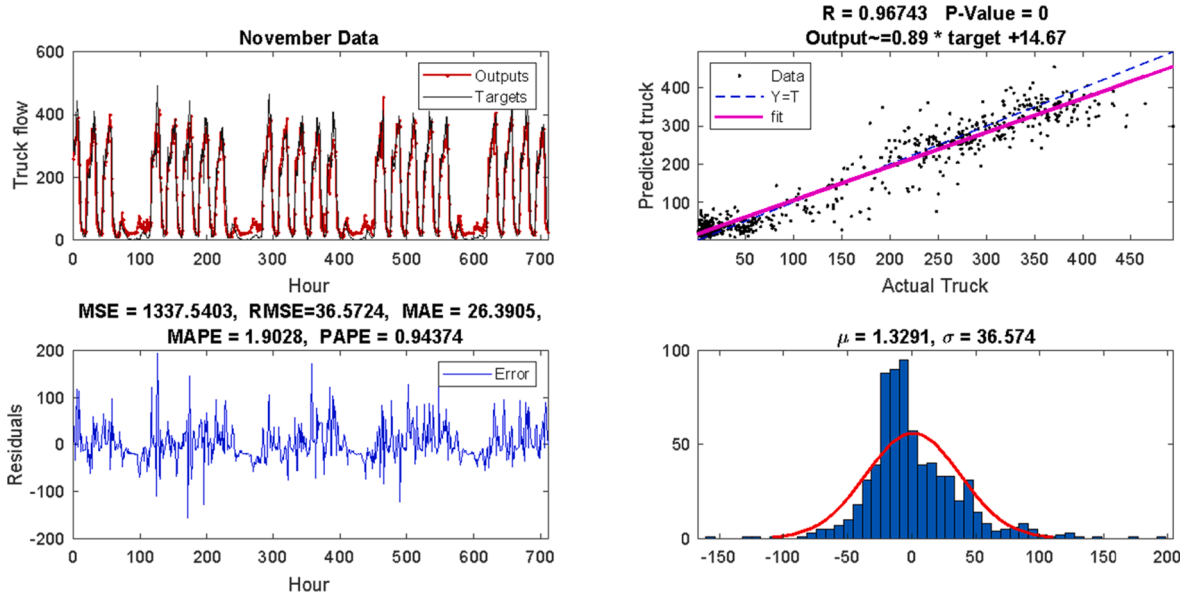 November Data
600
400
200
0
Truck flow
Outputs
Targets
0 100 200 300 400 500 600 700
Hour
R = 0.96743 P-Value = 0
Output~=0.89 * target +14.67
400
300
200
100
Predicted truck
Data
Y=T
fit
50 100 150 200 250 300 350 400 450
Actual Truck
MSE = 1337.5403, RMSE=36.5724, MAE = 26.3905,
MAPE = 1.9028, PAPE = 0.94374
200
100
0
-100
-200
Residuals
Error
0 100 200 300 400 500 600 700
Hour
μ = 1.3291, σ = 36.574
100
50
0
-150 -100 -50 0 50 100 150 200